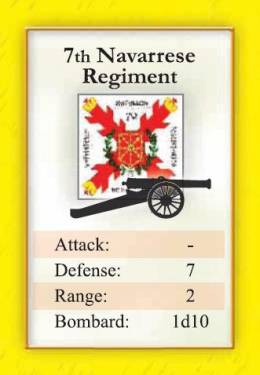 7th Navarrese
Regiment
Attack: -
Defense: 7
Range: 2
Bombard: 1d10